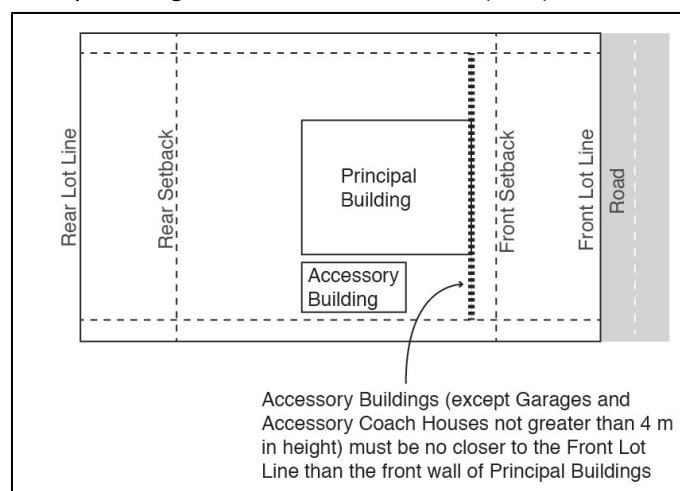 Rear Lot Line
Rear Setback
Principal
Building
Accessory
Building
Front Setback
Front Lot Line
Road
Accessory Buildings (except Garages and
Accessory Coach Houses not greater than 4 m
in height) must be no closer to the Front Lot
Line than the front wall of Principal Buildings